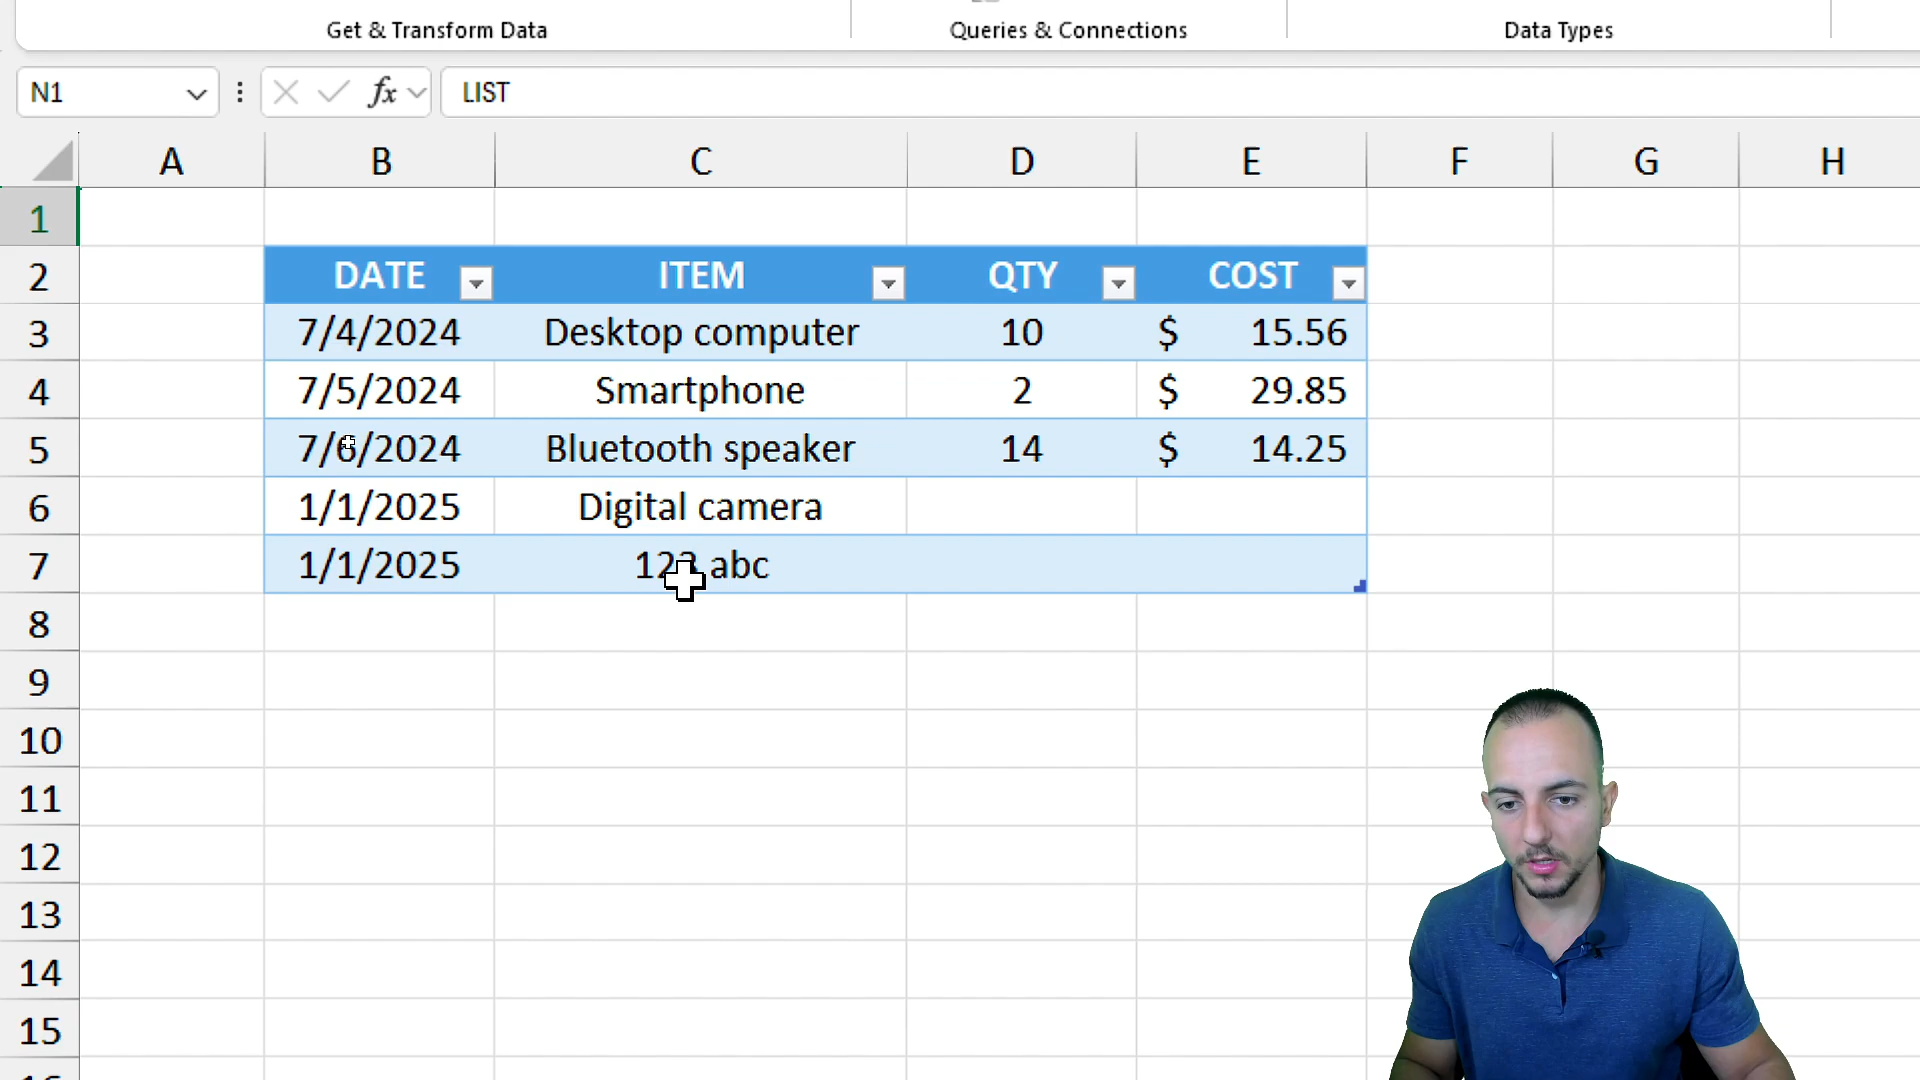 Get & Transform Data Queries & Connections Data Types
N1 fx LIST
A B C D E F G H
1
2 DATE ITEM QTY COST
3 7/4/2024 Desktop computer 10 $ 15.56
4 7/5/2024 Smartphone 2 $ 29.85
5 7/6/2024 Bluetooth speaker 14 $ 14.25
6 1/1/2025 Digital camera
7 1/1/2025 123 abc
8
9
10
11
12
13
14
15